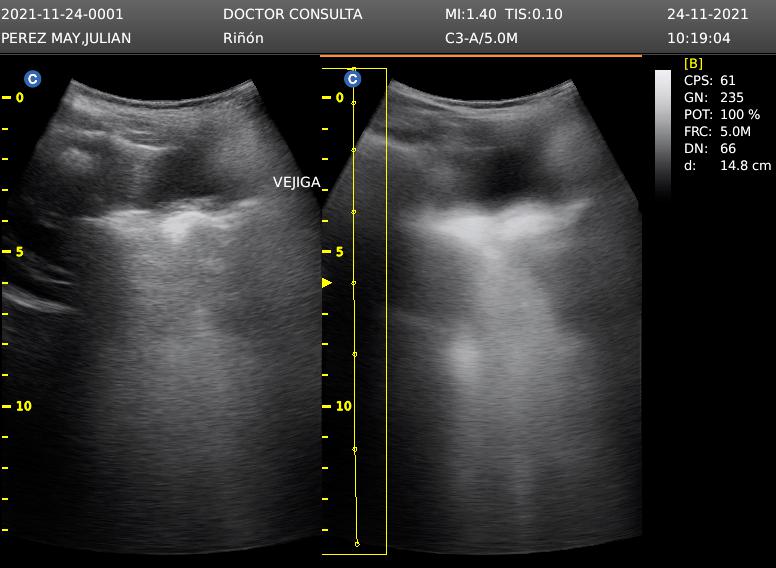 2021-11-24-0001 DOCTOR CONSULTA MI:1.40 TIS:0.10 24-11-2021
PEREZ MAY,JULIAN Riñón C3-A/5.0M 10:19:04
[B]
CPS: 61
GN: 235
POT: 100 %
FRC: 5.0M
DN: 66
d: 14.8 cm
C
0
5
10
VEJIGA
C
0
5
10